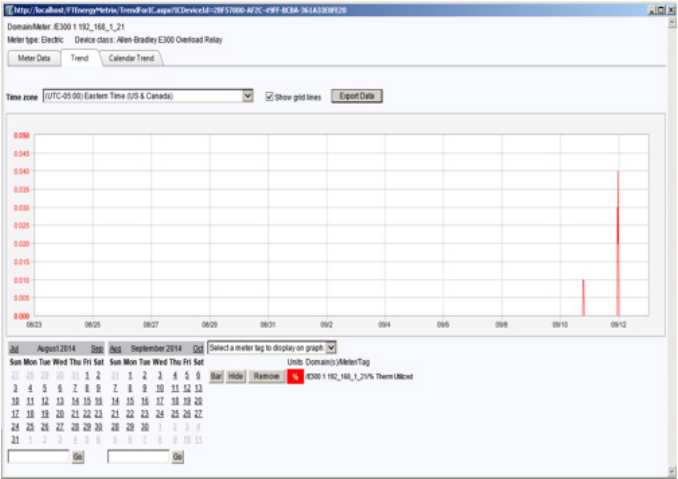 http://localhost/FTEnergyMetrix/TrendForIC.aspx?ICDeviceId=
Domain/Meter: /E300 1 192_168_1_21
Meter type: Electric Device class: Allen-Bradley E300 Overload Relay
Meter Data Trend Calendar Trend
Time zone (UTC-05:00) Eastern Time (US & Canada) Show grid lines Export Data
0.050
0.045
0.040
0.035
0.030
0.025
0.020
0.015
0.010
0.005
0.000
08/23 08/25 08/27 08/29 08/31 09/2 09/4 09/6 09/8 09/10 09/12
Jul August 2014 Sep Aug September 2014 Oct Select a meter tag to display on graph
Sun Mon Tue Wed Thu Fri Sat Sun Mon Tue Wed Thu Fri Sat Units Domain(s)/Meter/Tag
27 28 29 30 31 1 2 31 1 2 3 4 5 6 Bar Hide Remove % /E300 1 192_168_1_21/% Therm Utilized
3 4 5 6 7 8 9 7 8 9 10 11 12 13
10 11 12 13 14 15 16 14 15 16 17 18 19 20
17 18 19 20 21 22 23 21 22 23 24 25 26 27
24 25 26 27 28 29 30 28 29 30 1 2 3 4
31 1 2 3 4 5 6 5 6 7 8 9 10 11
Go Go